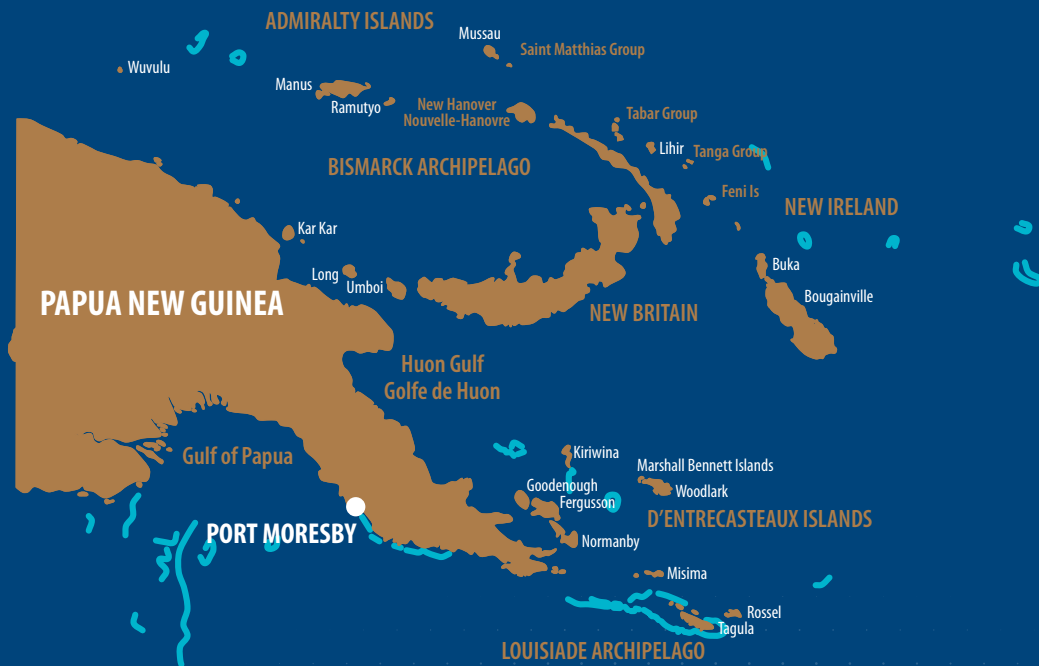 ADMIRALTY ISLANDS
Mussau
Saint Matthias Group
Wuvulu
Manus
Ramutyo
New Hanover
Nouvelle-Hanovre
Tabar Group
Lihir
Tanga Group
BISMARCK ARCHIPELAGO
Feni Is
NEW IRELAND
Kar Kar
Buka
Long
Umboi
Bougainville
PAPUA NEW GUINEA
NEW BRITAIN
Huon Gulf
Golfe de Huon
Gulf of Papua
Kiriwina
Marshall Bennett Islands
Goodenough
Woodlark
Fergusson
D'ENTRECASTEAUX ISLANDS
PORT MORESBY
Normanby
Misima
Rossel
Tagula
LOUISIADE ARCHIPELAGO